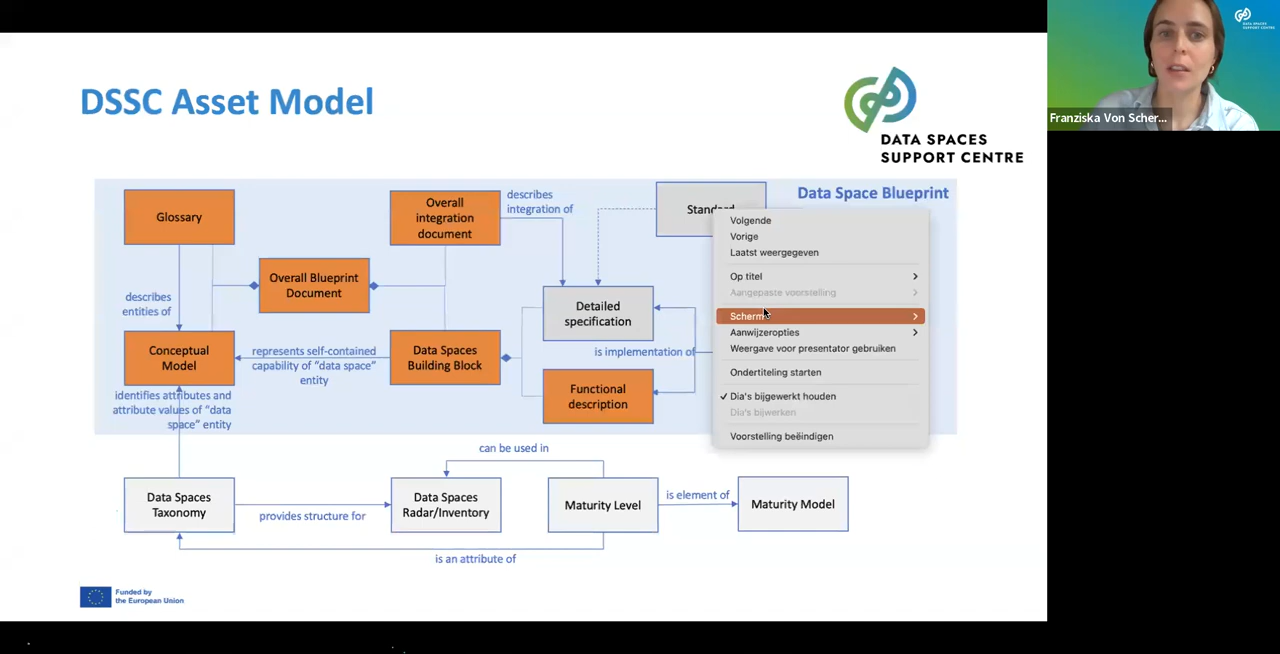 DSSC Asset Model
DATA SPACES
SUPPORT CENTRE
DATA SPACES
SUPPORT CENTRE
Franziska Von Scher...
Data Space Blueprint
Glossary
Overall
integration
document
describes
integration of
Overall Blueprint
Document
describes
entities of
Detailed
specification
Conceptual
Model
represents self-contained
capability of "data space"
entity
Data Spaces
Building Block
is implementation of
Functional
description
identifies attributes and
attribute values of "data
space" entity
Volgende
Vorige
Laatst weergegeven
Op titel
Aangepaste voorstelling
Scherm
Aanwijzeropties
Weergave voor presentator gebruiken
Ondertiteling starten
✓ Dia's bijgewerkt houden
Dia's bijwerken
Voorstelling beëindigen
can be used in
Data Spaces
Taxonomy
provides structure for
Data Spaces
Radar/Inventory
Maturity Level
is element of
Maturity Model
is an attribute of
Funded by
the European Union